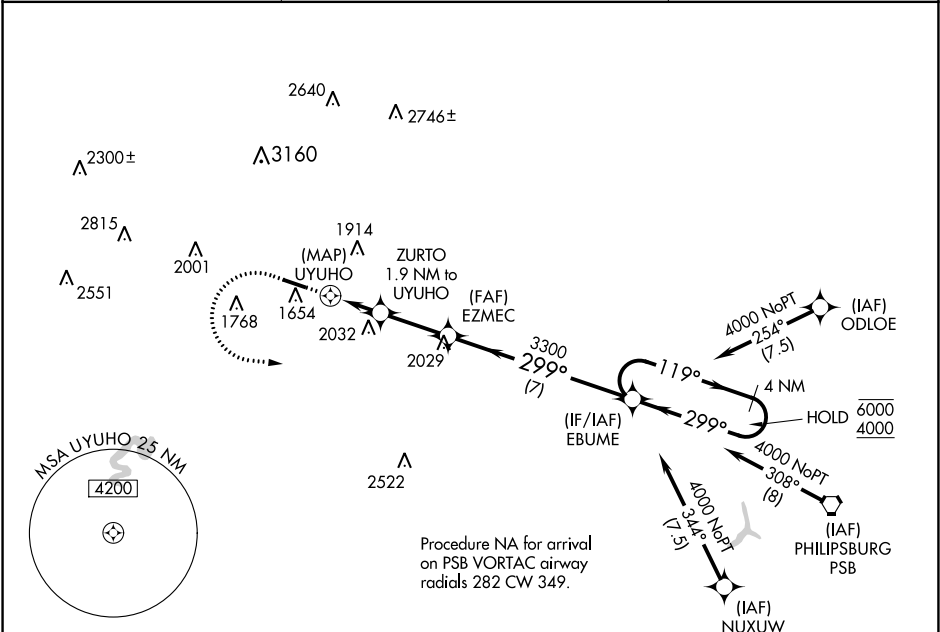 2640
2746±
2300±
3160
2815
1914
2001
(MAP)
UYUHO
ZURTO
1.9 NM to
UYUHO
2551
(FAF)
EZMEC
1768
1654
2032
2029
3300
299°
(7)
4000 NoPT
254°
(7.5)
(IAF)
ODLOE
119°
4 NM
(IF/IAF)
EBUME
299°
HOLD
6000
4000
4000 NoPT
308°
(8)
(IAF)
PHILIPSBURG
PSB
4000 NoPT
344°
(7.5)
(IAF)
NUXUW
2522
MSA UYUHO 25 NM
4200
Procedure NA for arrival
on PSB VORTAC airway
radials 282 CW 349.